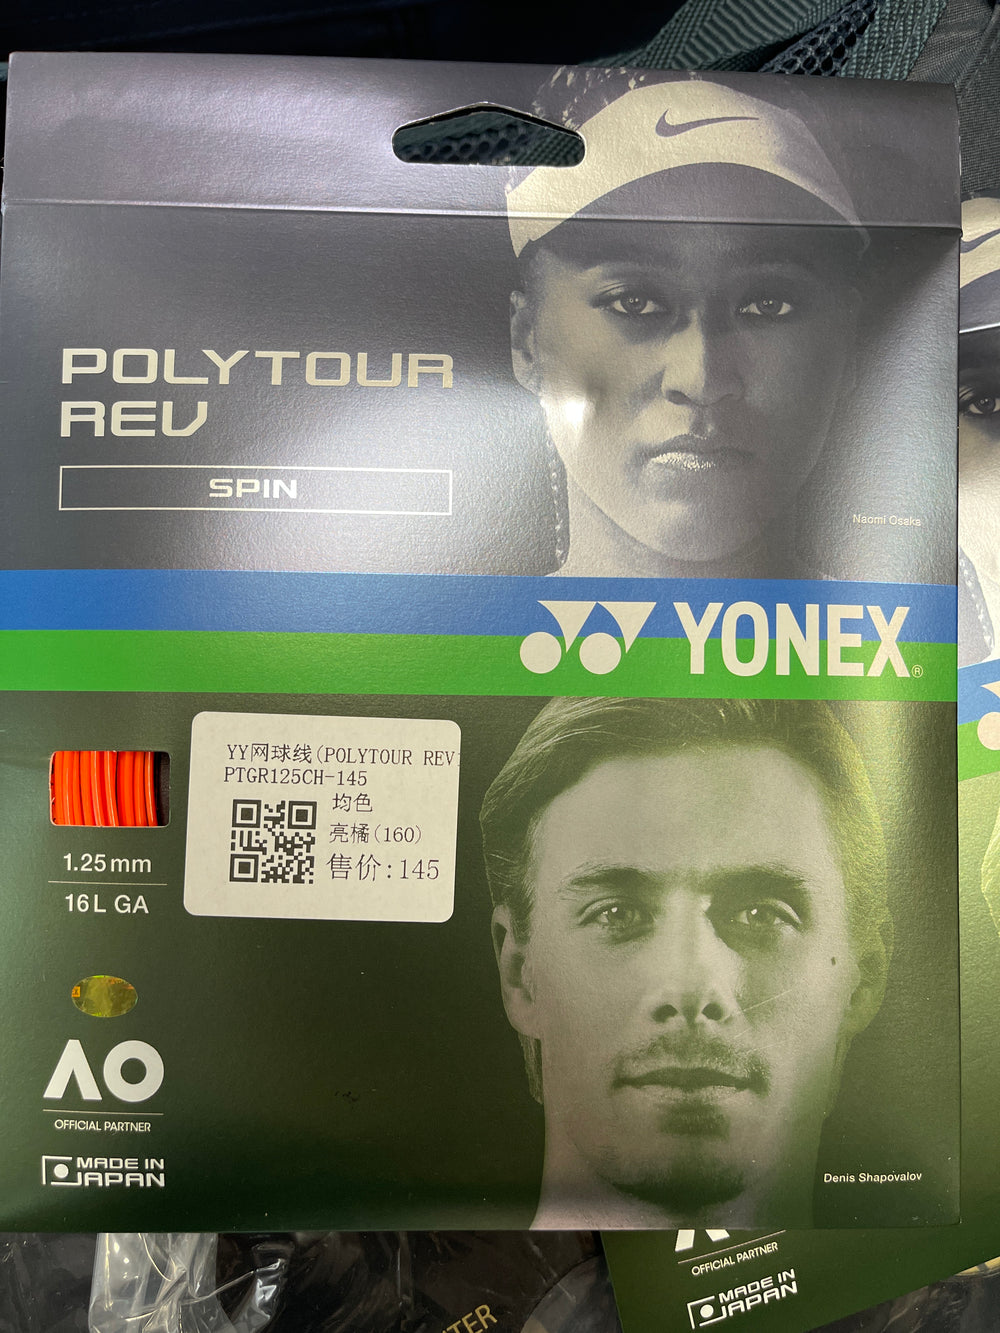 POLYTOUR
REV
SPIN
Naomi Osaka
YONEX®
YY网球线(POLYTOUR REV
PTGR125CH-145
均色
亮橘(160)
售价:145
1.25mm
16L GA
AO
OFFICIAL PARTNER
MADE IN
JAPAN
Denis Shapovalov
OFFICIAL PARTNER
MADE IN
JAPAN
TER